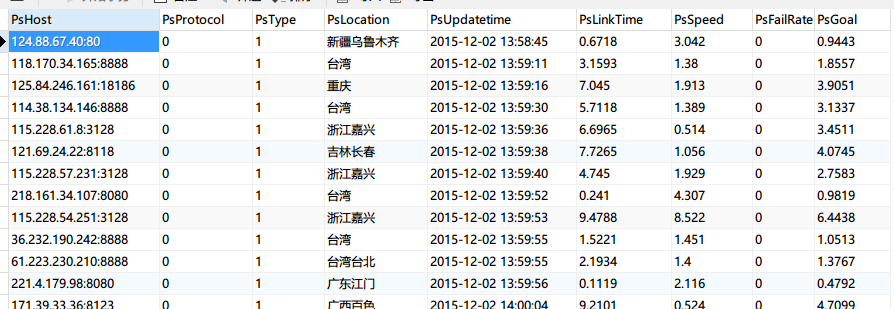 PsHost PsProtocol PsType PsLocation PsUpdatetime PsLinkTime PsSpeed PsFailRate PsGoal
124.88.67.40:80 0 1 新疆乌鲁木齐 2015-12-02 13:58:45 0.6718 3.042 0 0.9443
118.170.34.165:8888 0 1 台湾 2015-12-02 13:59:11 3.1593 1.38 0 1.8557
125.84.246.161:18186 0 1 重庆 2015-12-02 13:59:16 7.045 1.913 0 3.9051
114.38.134.146:8888 0 1 台湾 2015-12-02 13:59:30 5.7118 1.389 0 3.1337
115.228.61.8:3128 0 1 浙江嘉兴 2015-12-02 13:59:36 6.6965 0.514 0 3.4511
121.69.24.22:8118 0 1 吉林长春 2015-12-02 13:59:38 7.7265 1.056 0 4.0745
115.228.57.231:3128 0 1 浙江嘉兴 2015-12-02 13:59:40 4.745 1.929 0 2.7583
218.161.34.107:8080 0 1 台湾 2015-12-02 13:59:52 0.241 4.307 0 0.9819
115.228.54.251:3128 0 1 浙江嘉兴 2015-12-02 13:59:53 9.4788 8.522 0 6.4438
36.232.190.242:8888 0 1 台湾 2015-12-02 13:59:55 1.5221 1.451 0 1.0513
61.223.230.210:8888 0 1 台湾台北 2015-12-02 13:59:55 2.1934 1.4 0 1.3767
221.4.179.98:8080 0 1 广东江门 2015-12-02 13:59:56 0.1119 2.116 0 0.4792
171.39.33.36:8123 0 1 广西百色 2015-12-02 14:00:04 9.2101 0.524 0 4.7099